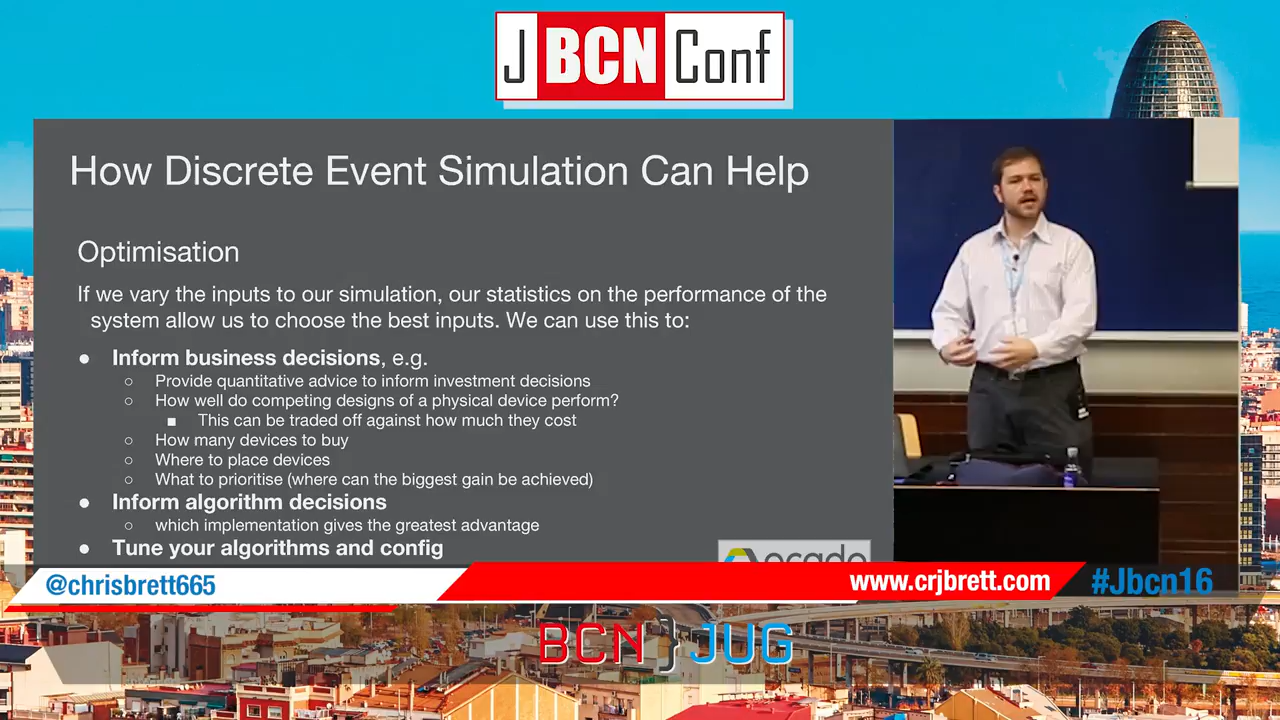 J BCN Conf
How Discrete Event Simulation Can Help
Optimisation
If we vary the inputs to our simulation, our statistics on the performance of the
system allow us to choose the best inputs. We can use this to:
● Inform business decisions, e.g.
○ Provide quantitative advice to inform investment decisions
○ How well do competing designs of a physical device perform?
■ This can be traded off against how much they cost
○ How many devices to buy
○ Where to place devices
○ What to prioritise (where can the biggest gain be achieved)
● Inform algorithm decisions
○ which implementation gives the greatest advantage
● Tune your algorithms and config
ocado
@chrisbrett665
www.crjbrett.com
#Jbcn16
BCN JUG